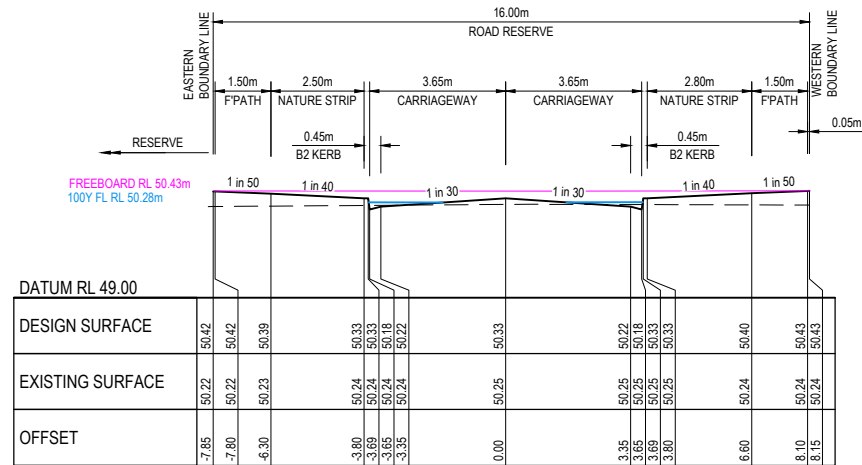 16.00m
ROAD RESERVE
EASTERN
BOUNDARY LINE
WESTERN
BOUNDARY LINE
1.50m
F'PATH
2.50m
NATURE STRIP
3.65m
CARRIAGEWAY
3.65m
CARRIAGEWAY
2.80m
NATURE STRIP
1.50m
F'PATH
0.05m
RESERVE
0.45m
B2 KERB
0.45m
B2 KERB
FREEBOARD RL 50.43m
100Y FL RL 50.28m
1 in 50
1 in 40
1 in 30
1 in 30
1 in 40
1 in 50
DATUM RL 49.00
DESIGN SURFACE 50.42 50.42 50.39 50.33 50.33 50.18 50.22 50.33 50.22 50.18 50.33 50.33 50.40 50.43 50.43
EXISTING SURFACE 50.22 50.22 50.23 50.24 50.24 50.24 50.24 50.25 50.25 50.25 50.25 50.25 50.24 50.24 50.24
OFFSET -7.85 -7.80 -6.30 -3.80 -3.69 -3.65 -3.35 0.00 3.35 3.65 3.69 3.80 6.60 8.10 8.15